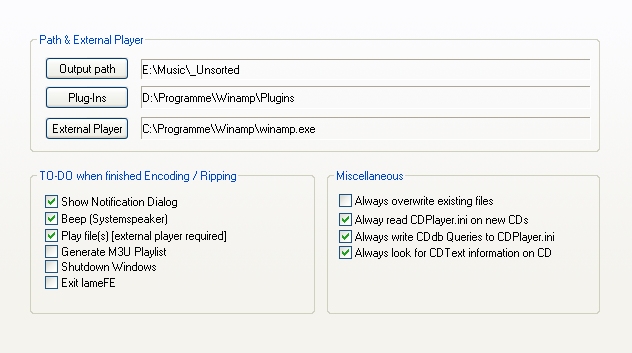 Path & External Player
Output path
E:\Music\_Unsorted
Plug-Ins
D:\Programme\Winamp\Plugins
External Player
C:\Programme\Winamp\winamp.exe
TO-DO when finished Encoding / Ripping
Show Notification Dialog
Beep (Systemspeaker)
Play file(s) [external player required]
Generate M3U Playlist
Shutdown Windows
Exit lameFE
Miscellaneous
Always overwrite existing files
Alway read CDPlayer.ini on new CDs
Always write CDdb Queries to CDPlayer.ini
Always look for CDText information on CD